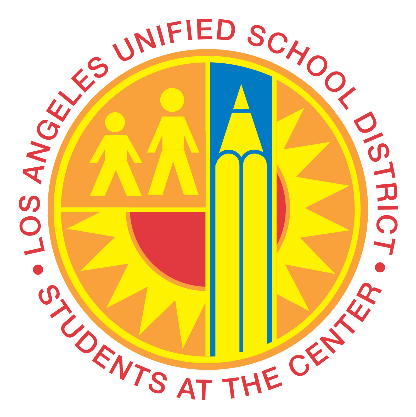 LOS ANGELES UNIFIED SCHOOL DISTRICT
• STUDENTS AT THE CENTER •